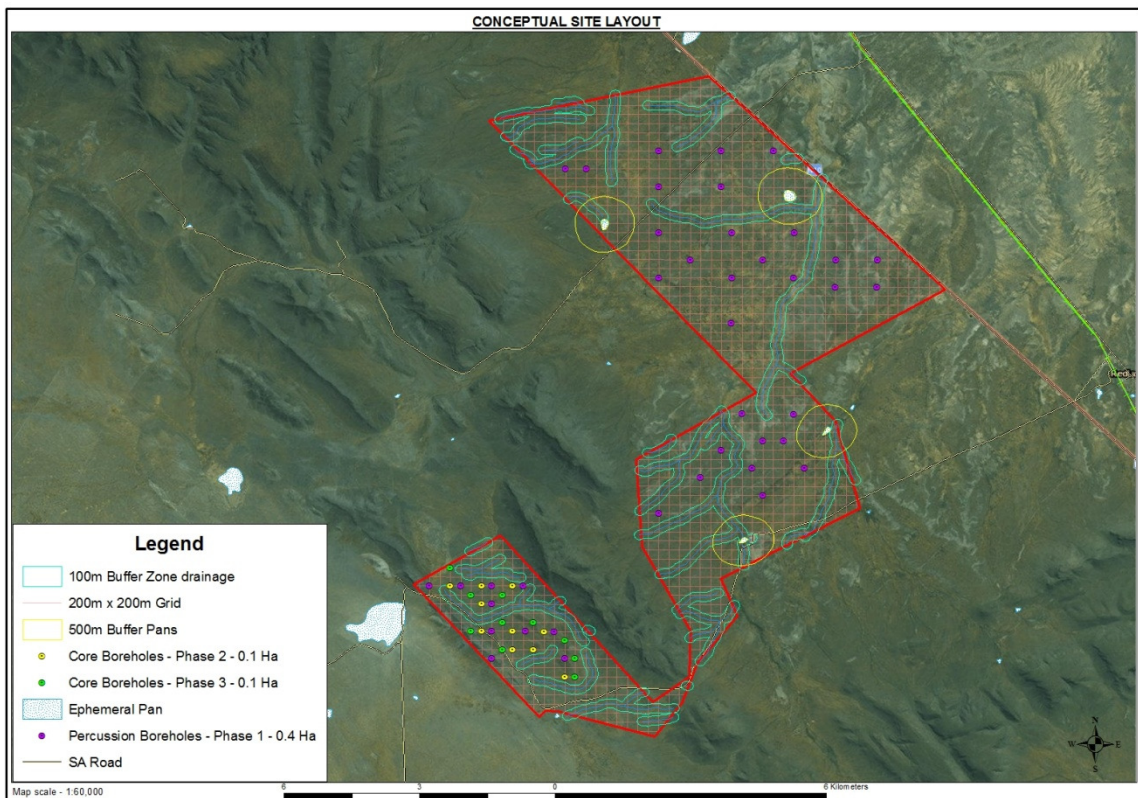 CONCEPTUAL SITE LAYOUT
Legend
100m Buffer Zone drainage
200m x 200m Grid
500m Buffer Pans
Core Boreholes - Phase 2 - 0.1 Ha
Core Boreholes - Phase 3 - 0.1 Ha
Ephemeral Pan
Percussion Boreholes - Phase 1 - 0.4 Ha
SA Road
N
W E
S
Map scale - 1:60,000
6 3 0 6 Kilometers